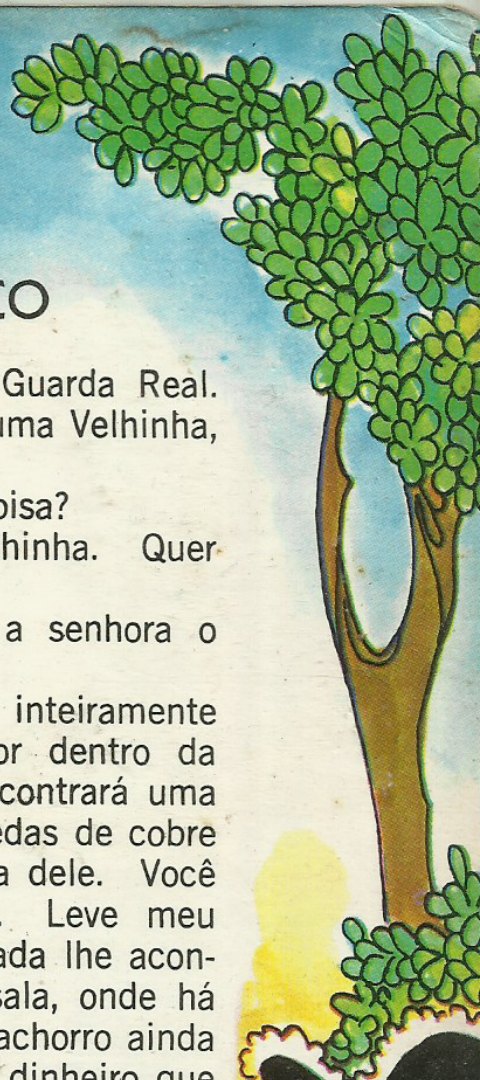 CO
Guarda Real.
uma Velhinha,
oisa?
hinha. Quer
a senhora o
inteiramente
or dentro da
contrará uma
edas de cobre
a dele. Você
. Leve meu
ada lhe acon-
sala, onde há
achorro ainda
dinheiro que